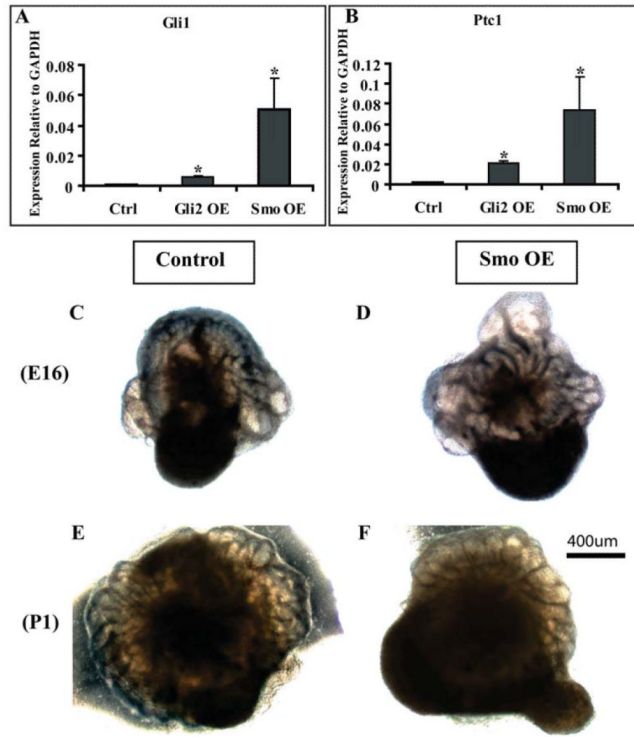 A
Gli1
Expression Relative to GAPDH
0.08
0.06
0.04
0.02
0
*
*
Ctrl
Gli2 OE
Smo OE
B
Ptc1
Expression Relative to GAPDH
0.12
0.1
0.08
0.06
0.04
0.02
0
*
*
Ctrl
Gli2 OE
Smo OE
Control
Smo OE
C
D
(E16)
E
F
400um
(P1)